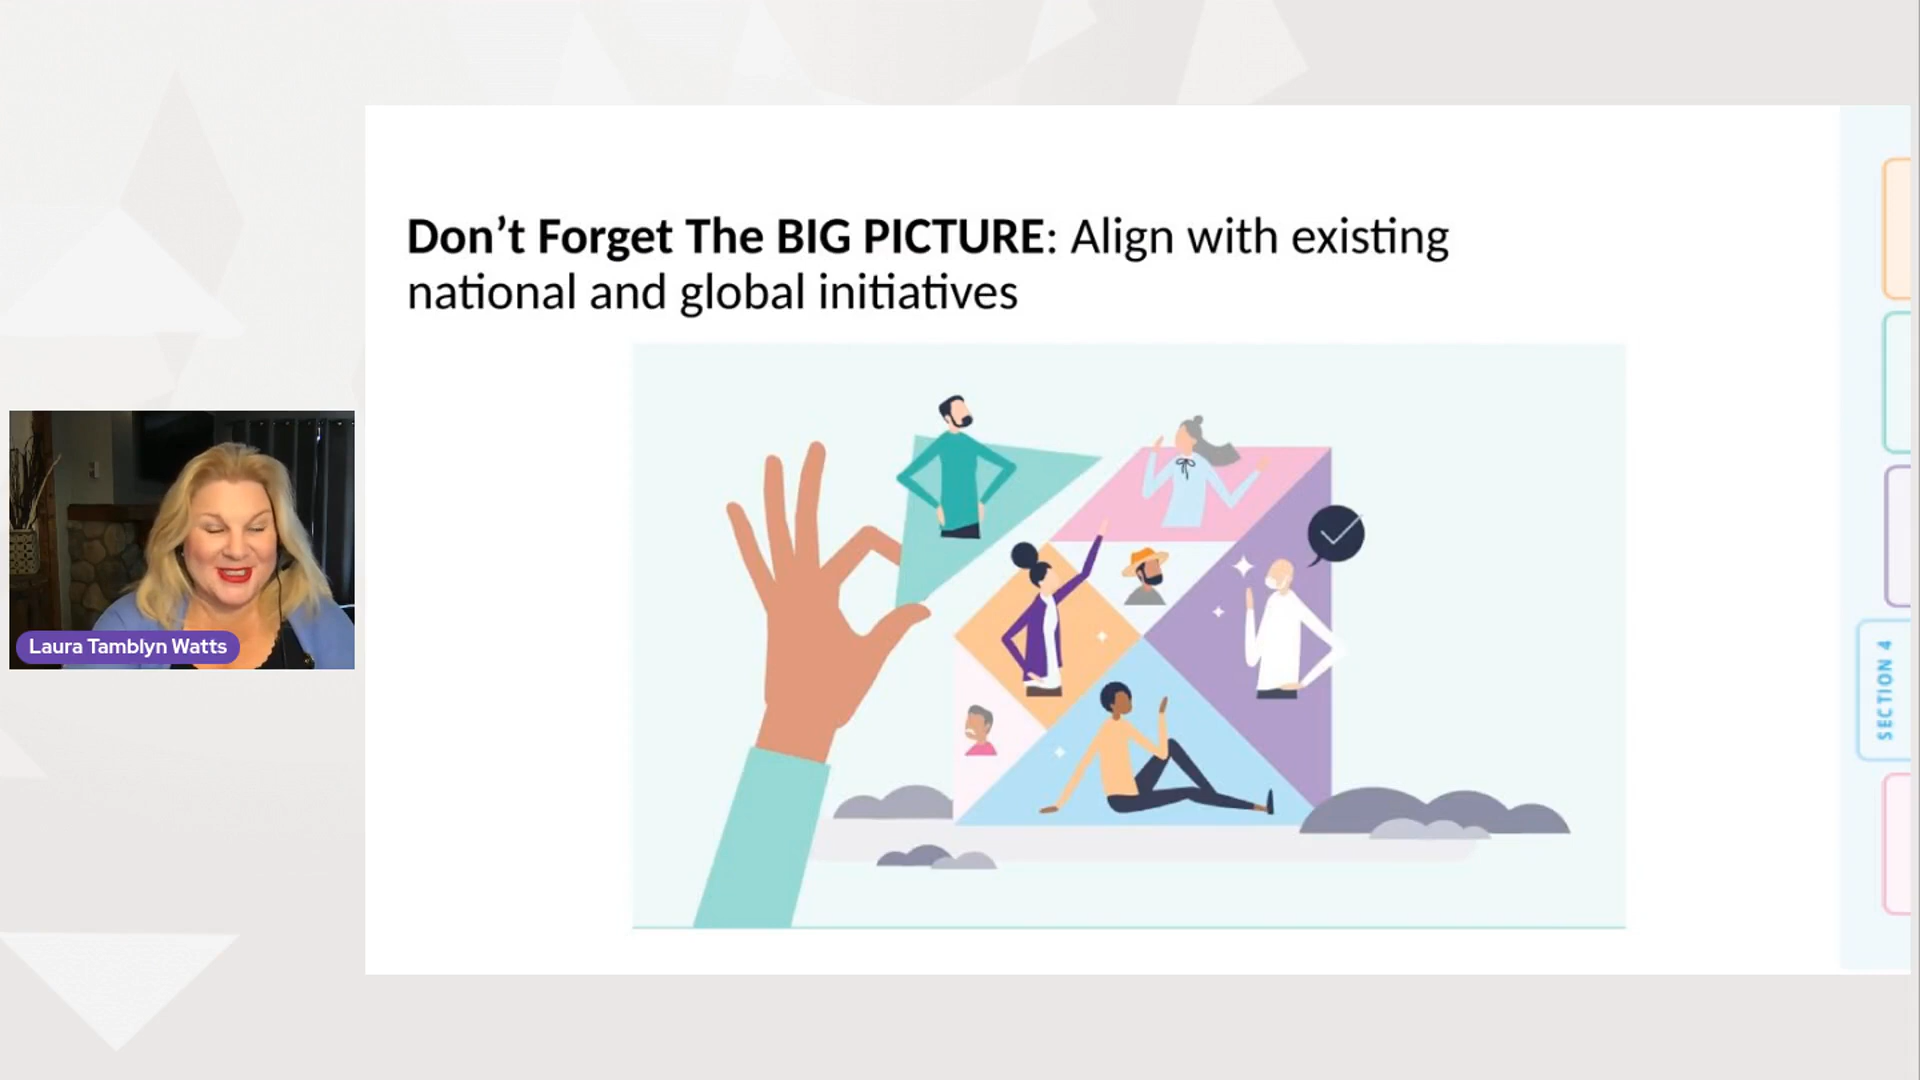 Don’t Forget The BIG PICTURE: Align with existing
national and global initiatives
Laura Tamblyn Watts
SECTION 4